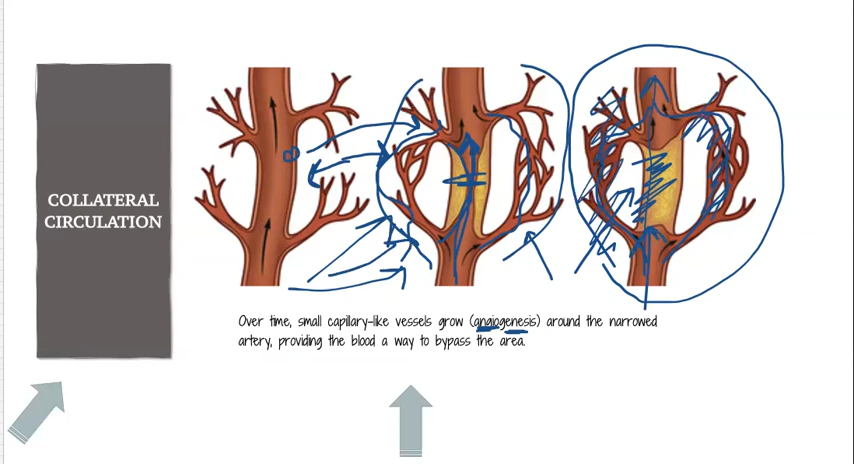 COLLATERAL
CIRCULATION
Over time, small capillary-like vessels grow (angiogenesis) around the narrowed
artery, providing the blood a way to bypass the area.